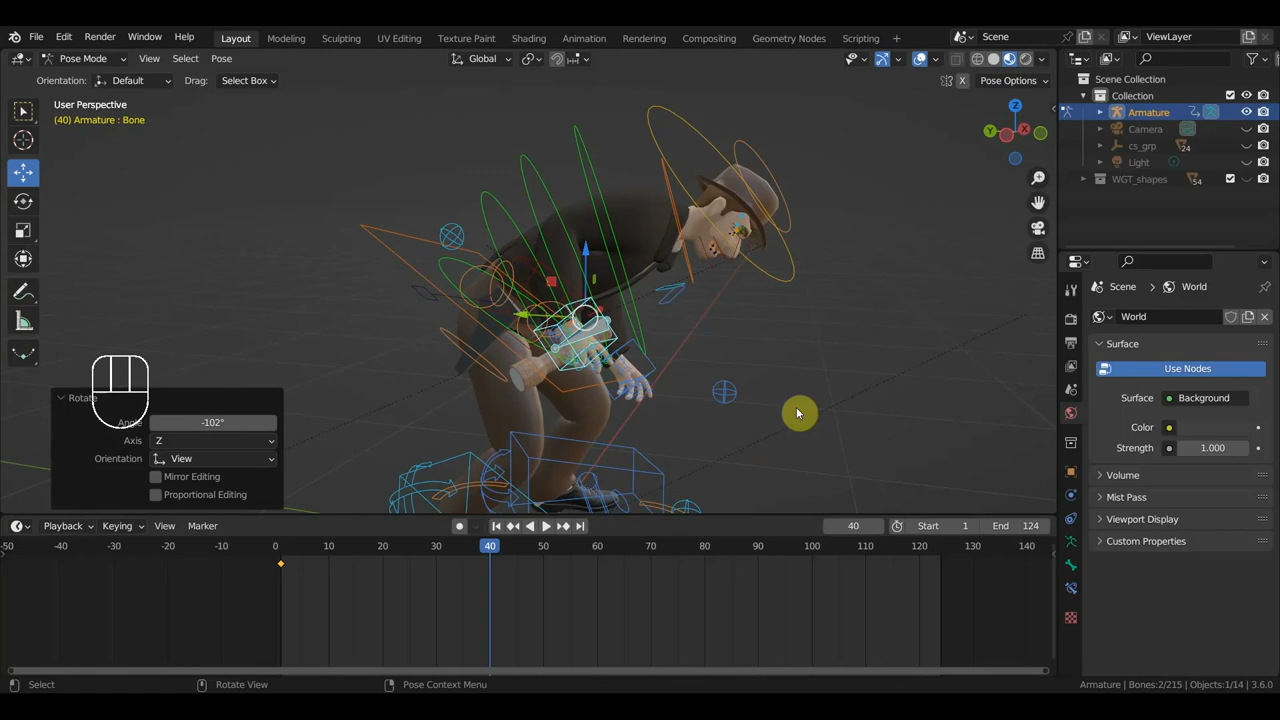 File Edit Render Window Help Layout Modeling Sculpting UV Editing Texture Paint Shading Animation Rendering Compositing Geometry Nodes Scripting + Scene ViewLayer
Pose Mode View Select Pose Global X Pose Options
Orientation: Default Drag: Select Box
User Perspective
(40) Armature : Bone
Z
Y
X
Scene Collection
Collection
Armature
Camera
cs_grp 24
Light
WGT_shapes 54
Scene > World
World
Surface
Use Nodes
Surface Background
Color
Strength 1.000
Volume
Mist Pass
Viewport Display
Custom Properties
Rotate
Angle -102°
Axis Z
Orientation View
Mirror Editing
Proportional Editing
Playback Keying View Marker 40 Start 1 End 124
-50 -40 -30 -20 -10 0 10 20 30 40 50 60 70 80 90 100 110 120 130 140
Select Rotate View Pose Context Menu Armature | Bones:2/215 | Objects:1/14 | 3.6.0